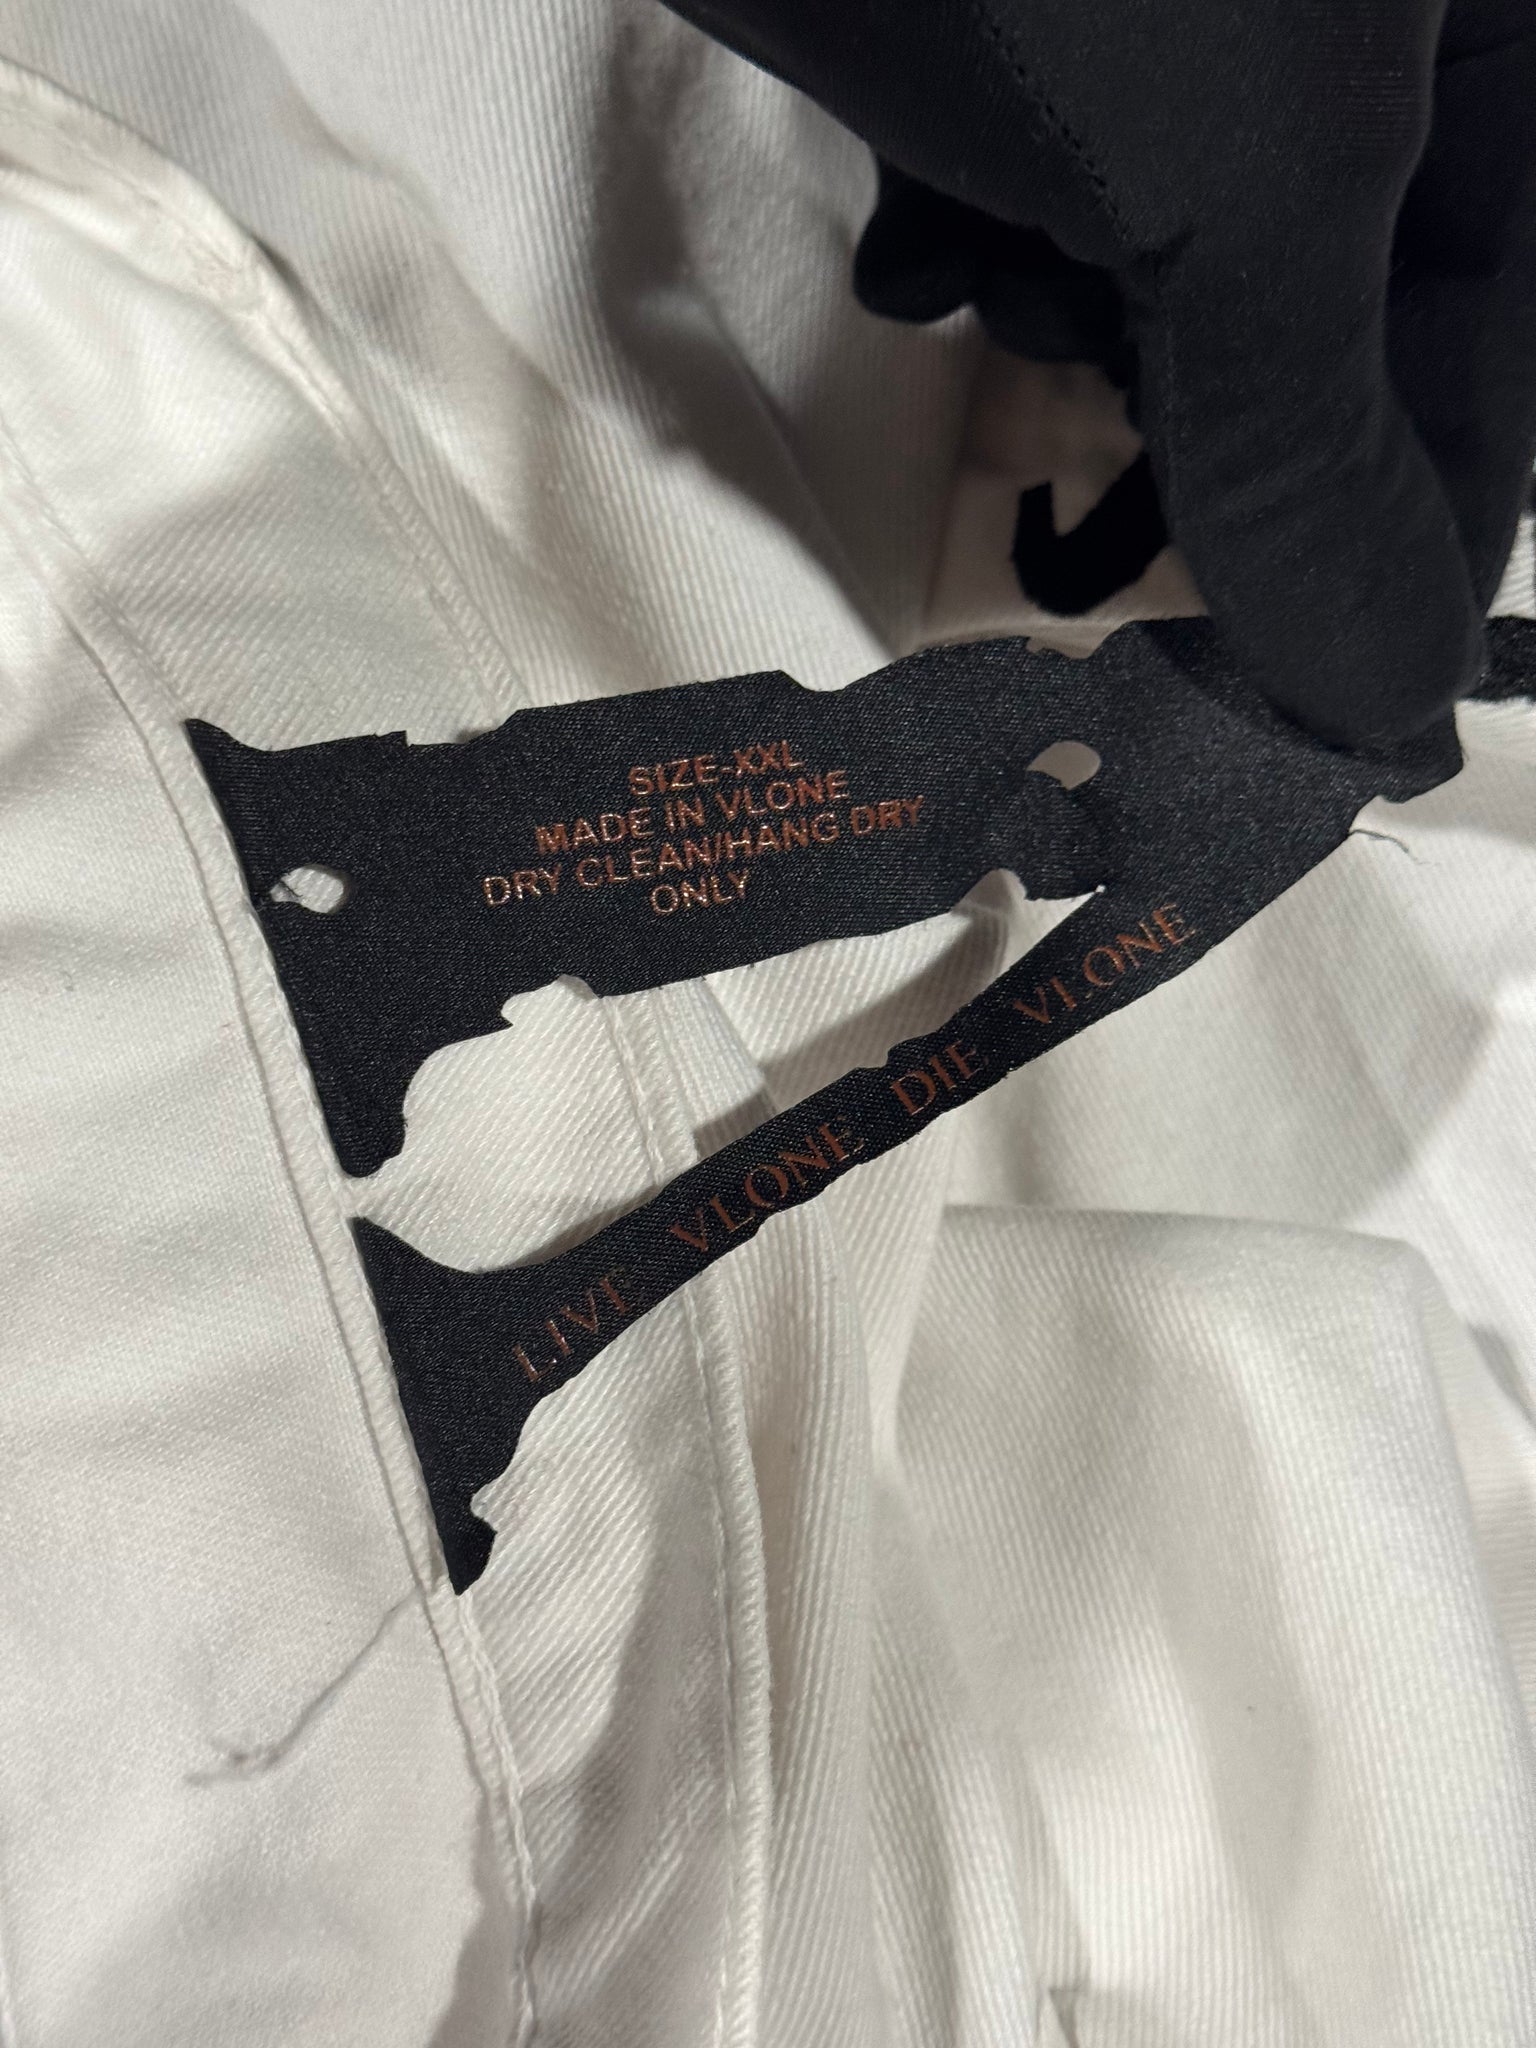 SIZE-XXL
MADE IN VLONE
DRY CLEAN/HANG DRY
ONLY
LIVE VLONE DIE VLONE